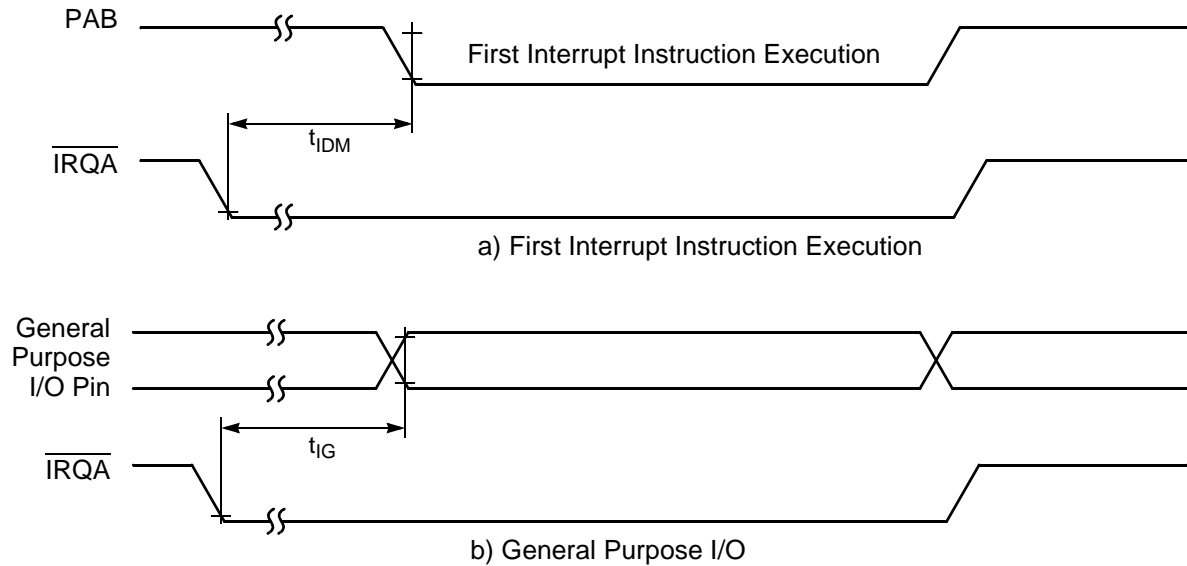 PAB
First Interrupt Instruction Execution
tIDM
IRQA
a) First Interrupt Instruction Execution
General
Purpose
I/O Pin
tIG
IRQA
b) General Purpose I/O